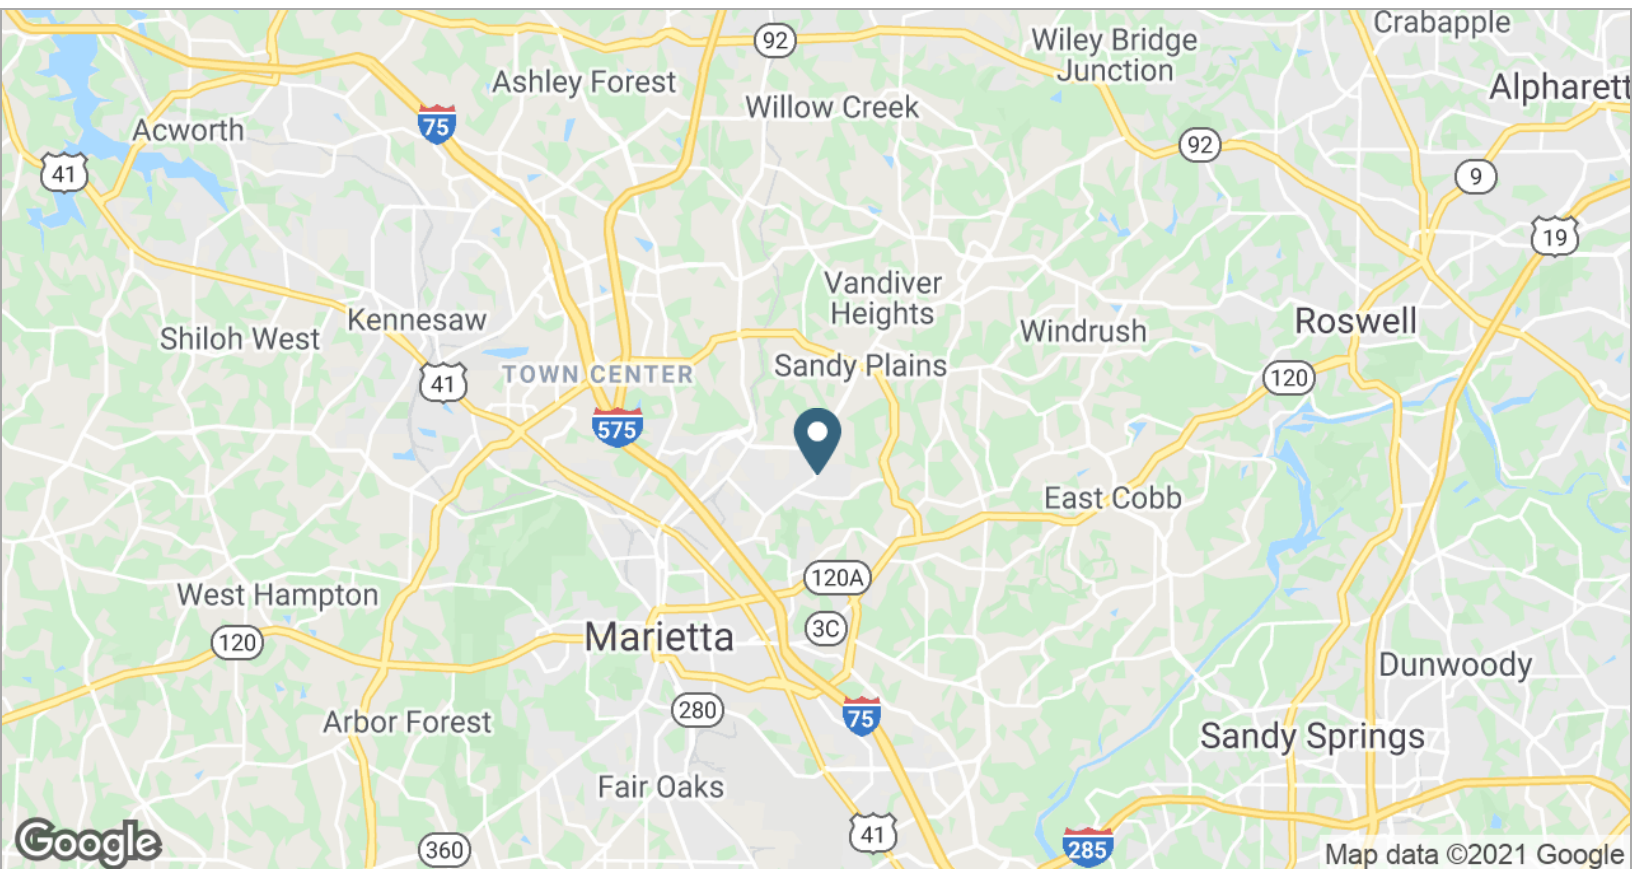 Crabapple
92
Wiley Bridge
Junction
Ashley Forest
Alpharett
Willow Creek
75
Acworth
92
41
9
19
Vandiver
Heights
Kennesaw
Roswell
Shiloh West
Windrush
Sandy Plains
TOWN CENTER
120
41
575
East Cobb
120A
West Hampton
3C
Marietta
120
Dunwoody
280
75
Arbor Forest
Sandy Springs
Fair Oaks
41
Google
360
285
Map data ©2021 Google